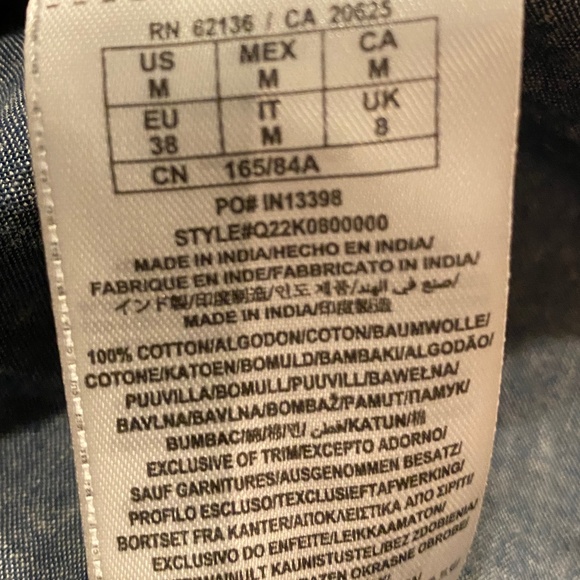 RN 62136 / CA 20625
US MEX CA
M M M
EU IT UK
38 M 8
CN 165/84A
PO# IN13398
STYLE#Q22K0800000
MADE IN INDIA/HECHO EN INDIA/
FABRIQUE EN INDE/FABBRICATO IN INDIA/
インド製/印度製造/인도 제품/صنع في الهند/
MADE IN INDIA/印度製造
100% COTTON/ALGODON/COTON/BAUMWOLLE/
COTONE/KATOEN/BOMULD/BAMBAKI/ALGODÃO/
PUUVILLA/BOMULL/PUUVILL/BAWEŁNA/
BAVLNA/BAVLNA/BOMBAŽ/PAMUT/ПАМУК/
BUMBAC/綿/棉/면/قطن/KATUN/棉
EXCLUSIVE OF TRIM/EXCEPTO ADORNO/
SAUF GARNITURES/AUSGENOMMEN BESATZ/
PROFILO ESCLUSO/TEXCLUSIEFTAFWERKING/
BORTSET FRA KANTER/ΑΠΟΚΛΕΙΣΤΙΚΑ ΑΠΟ ΣΙΡΙΤΙ/
EXCLUSIVO DO ENFEITE/LEIKKAAMATON/
KAUNISTUSTEL/BEZ ZDOBIENIA/
OKRASNE OBROBE/